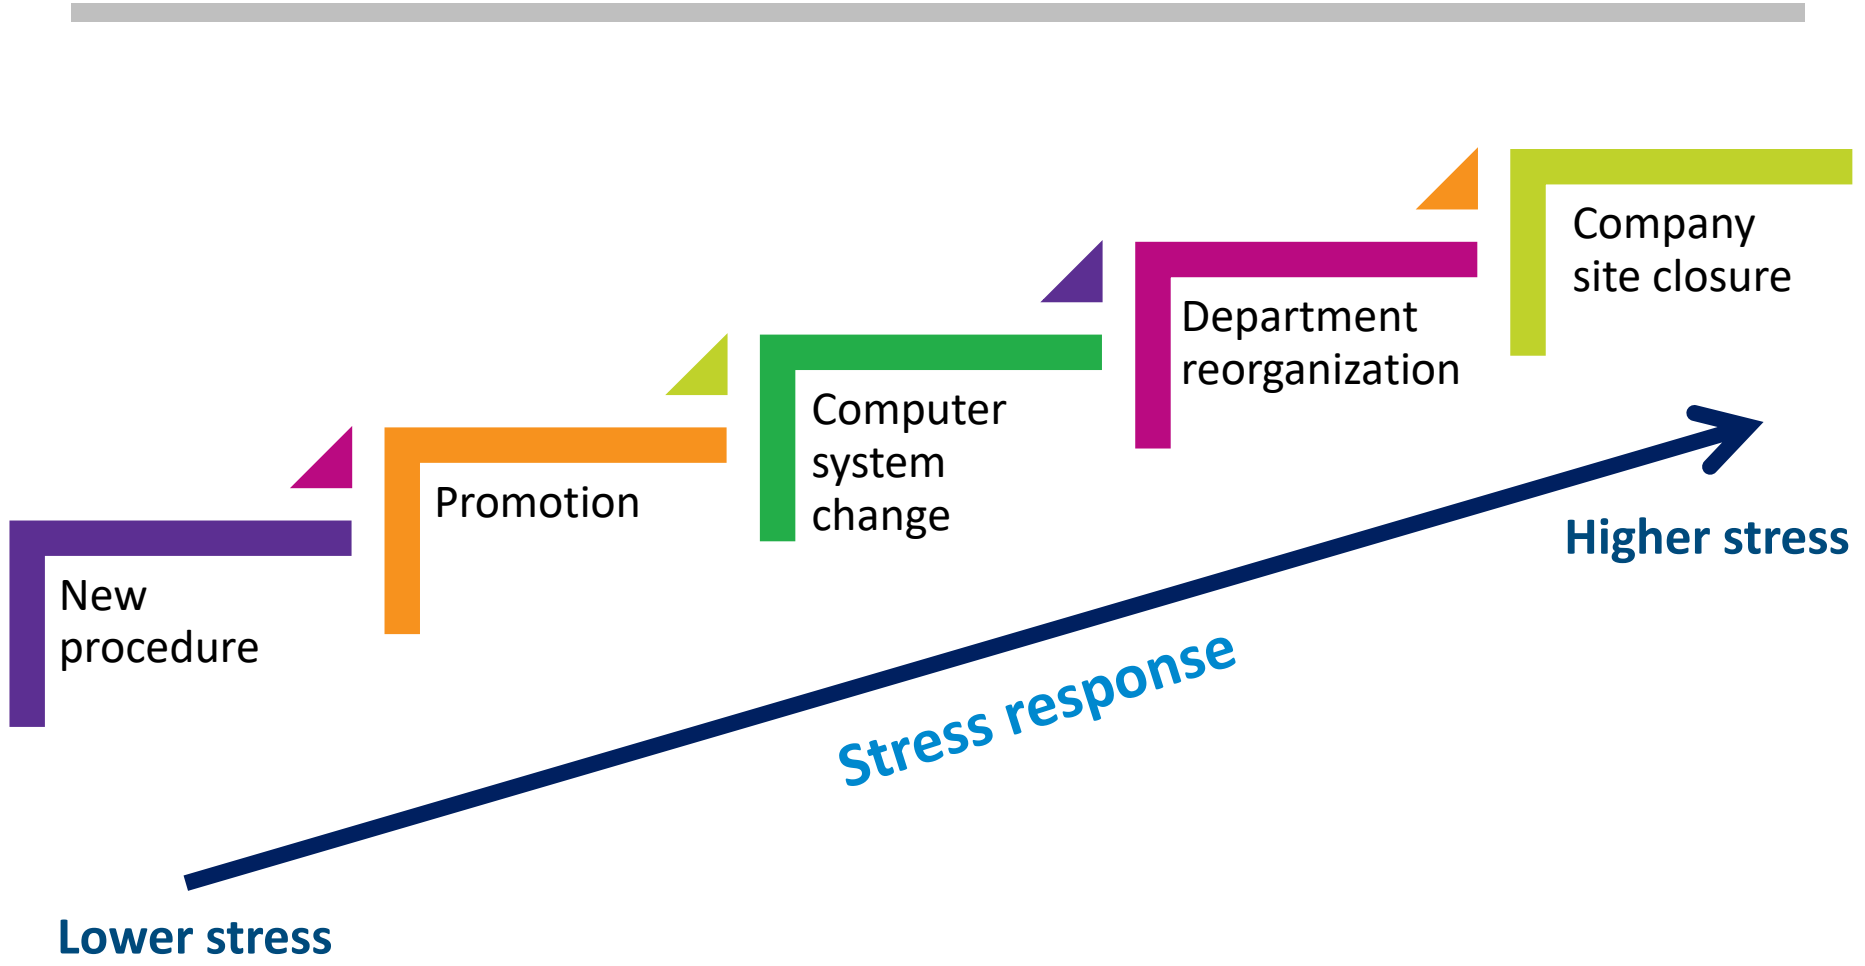 New
procedure
Promotion
Computer
system
change
Department
reorganization
Company
site closure
Stress response
Lower stress
Higher stress